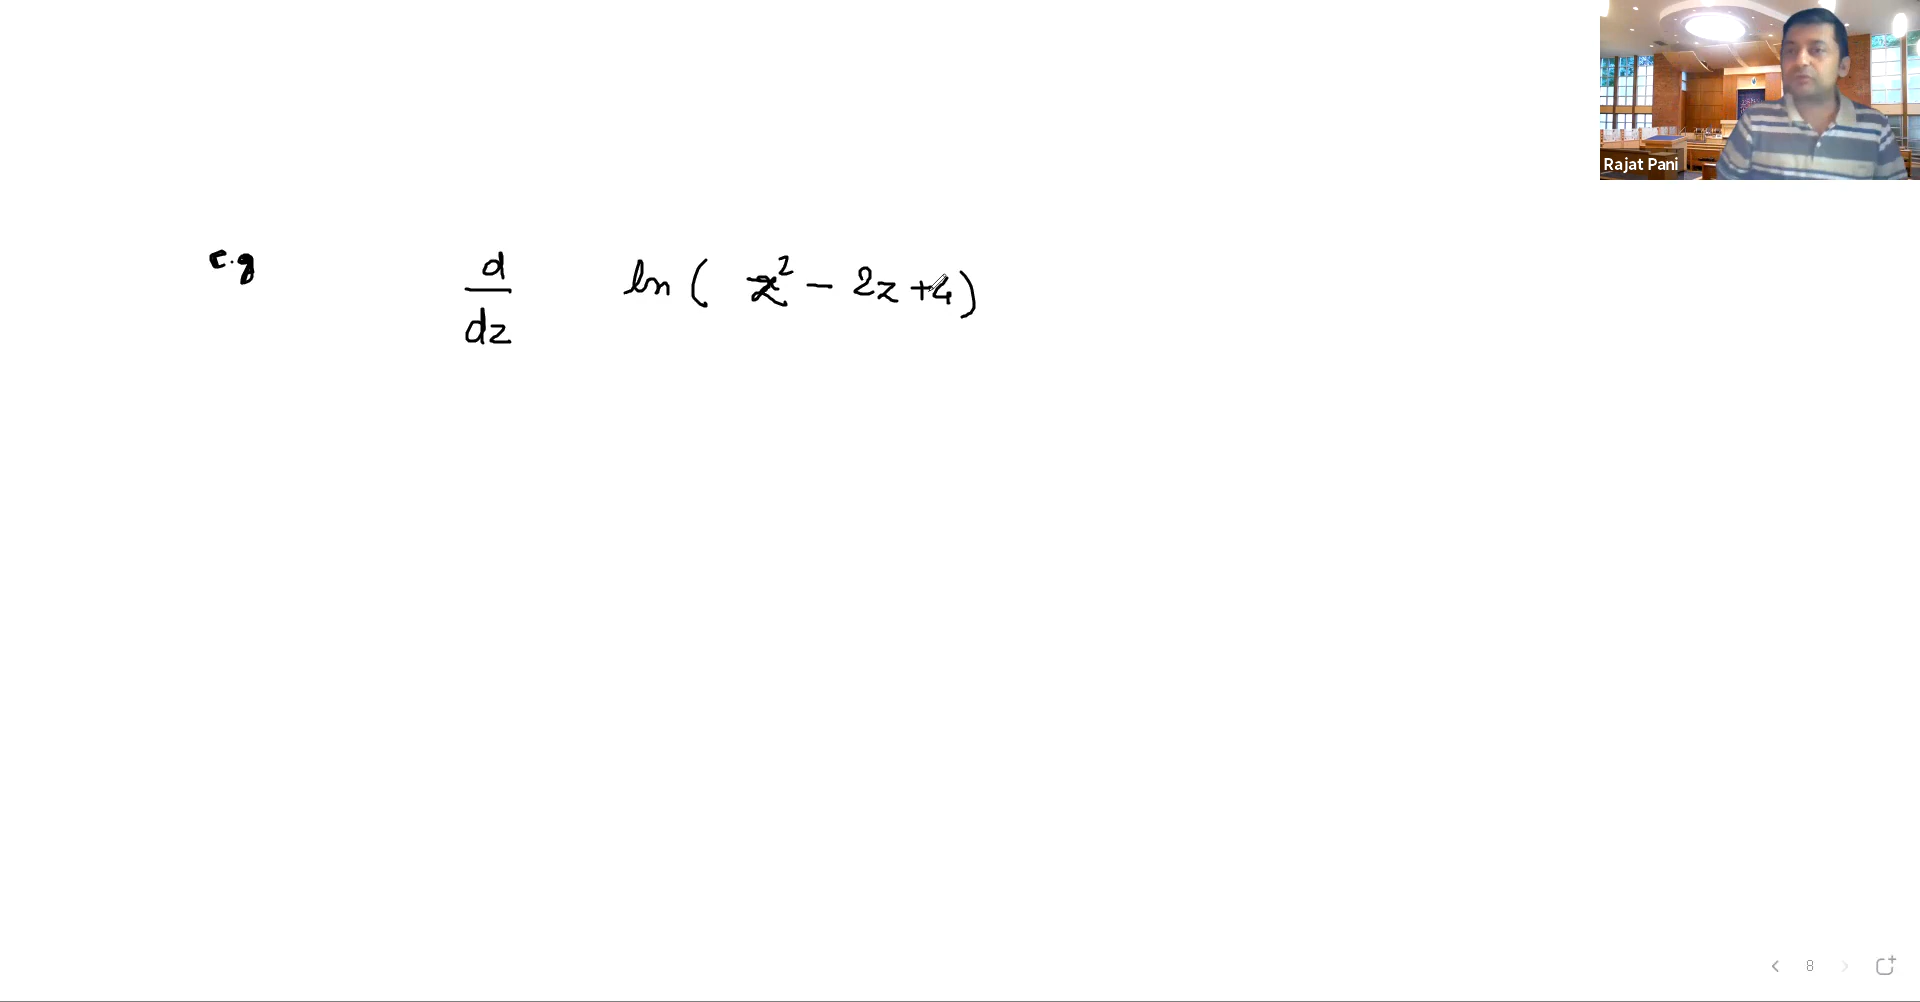 Rajat Pani
e.g d/dz ln( z² - 2z +4)
8